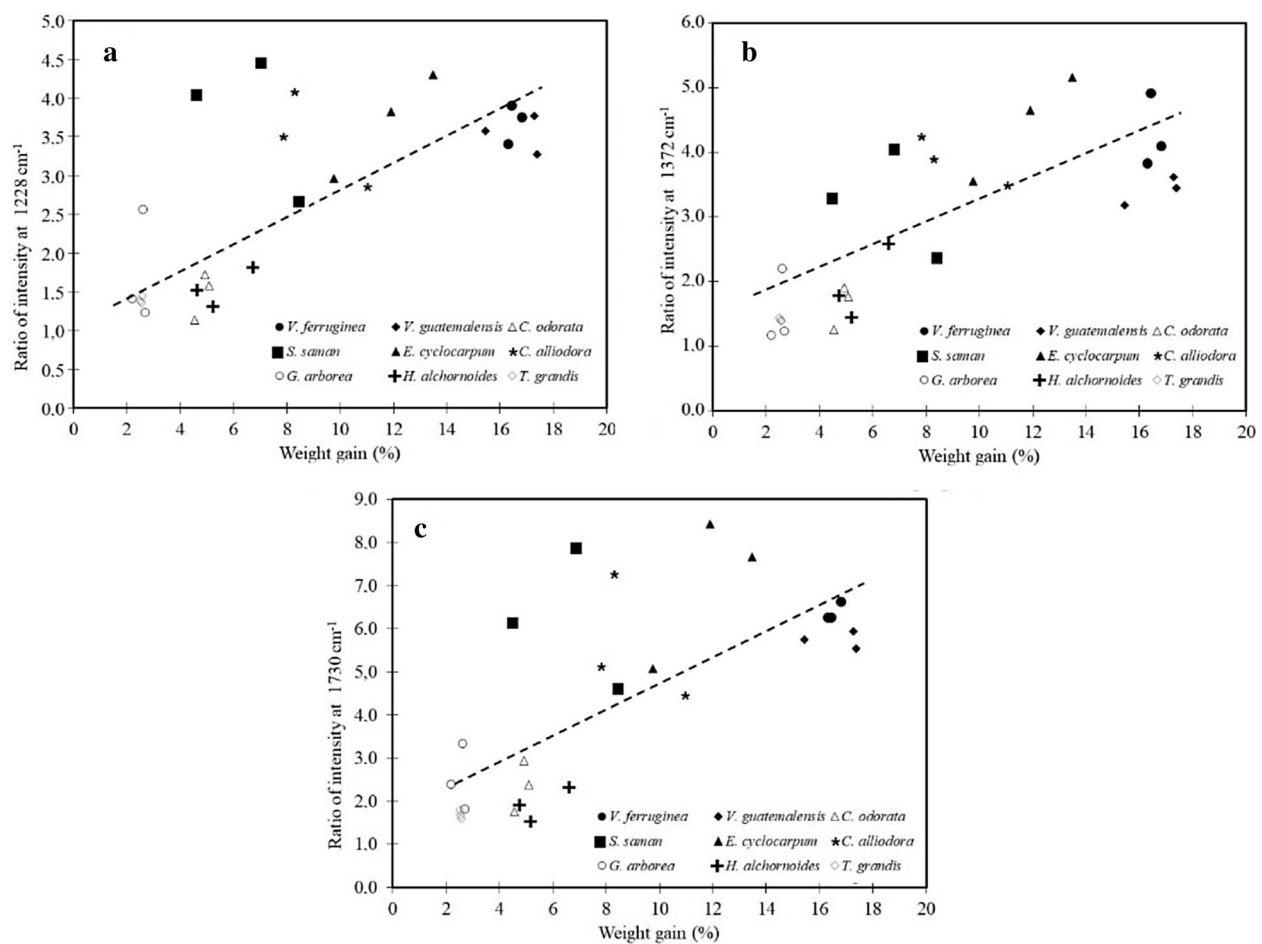 a
Ratio of intensity at 1228 cm-1
5.0
4.5
4.0
3.5
3.0
2.5
2.0
1.5
1,0
0.5
0.0
V. ferruginea V. guatemalensis C. odorata
S. saman E. cyclocarpum C. alliodora
G. arborea H. alchornoides T. grandis
0 2 4 6 8 10 12 14 16 18 20
Weight gain (%)
b
Ratio of intensity at 1372 cm-1
6.0
5.0
4.0
3.0
2.0
1.0
0.0
V. ferruginea V. guatemalensis C. odorata
S. saman E. cyclocarpum C. alliodora
G. arborea H. alchornoides T. grandis
0 2 4 6 8 10 12 14 16 18 20
Weight gain (%)
c
Ratio of intensity at 1730 cm-1
9.0
8.0
7.0
6.0
5.0
4.0
3.0
2.0
1.0
0.0
V. ferruginea V. guatemalensis C. odorata
S. saman E. cyclocarpum C. alliodora
G. arborea H. alchornoides T. grandis
0 2 4 6 8 10 12 14 16 18 20
Weight gain (%)